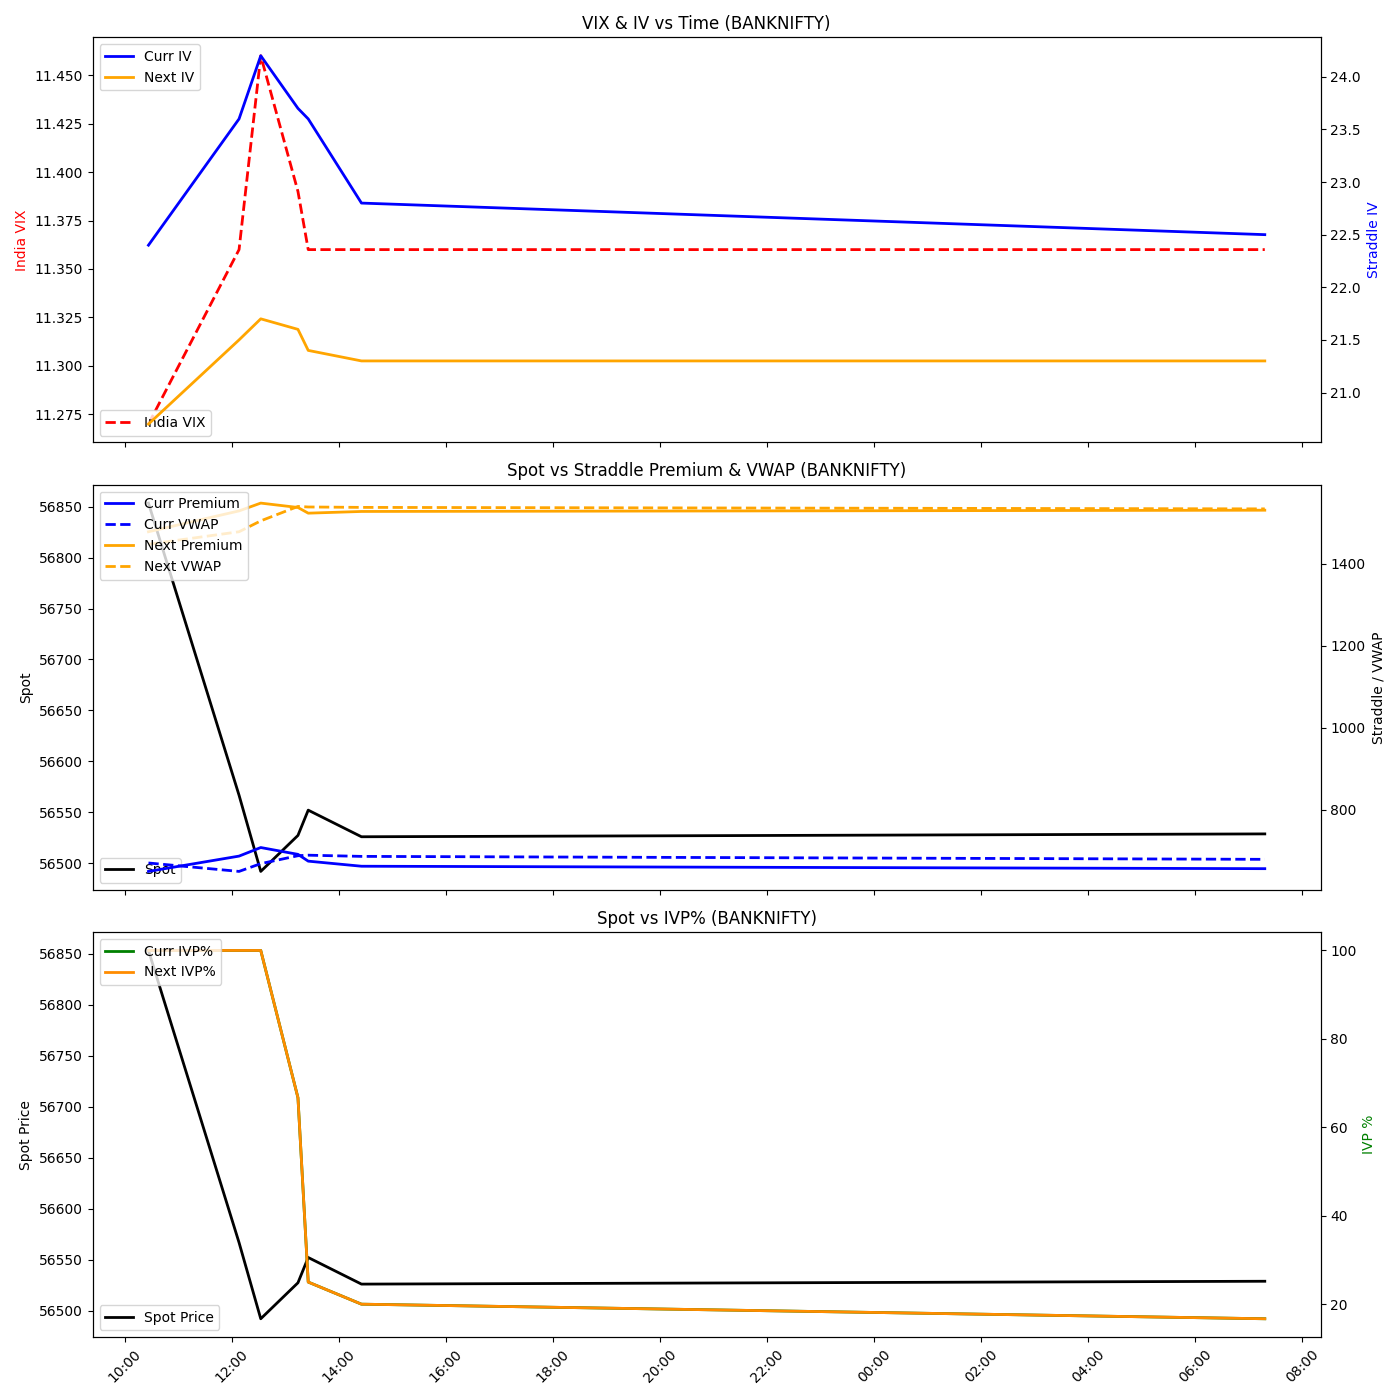 VIX & IV vs Time (BANKNIFTY)
Curr IV
Next IV
India VIX
11.450
11.425
11.400
11.375
11.350
11.325
11.300
11.275
India VIX
24.0
23.5
23.0
22.5
22.0
21.5
21.0
Straddle IV
Spot vs Straddle Premium & VWAP (BANKNIFTY)
Curr Premium
Curr VWAP
Next Premium
Next VWAP
Spot
56850
56800
56750
56700
56650
56600
56550
56500
Spot
1400
1200
1000
800
Straddle / VWAP
Spot vs IVP% (BANKNIFTY)
Curr IVP%
Next IVP%
Spot Price
56850
56800
56750
56700
56650
56600
56550
56500
Spot Price
100
80
60
40
20
IVP %
10:00
12:00
14:00
16:00
18:00
20:00
22:00
00:00
02:00
04:00
06:00
08:00